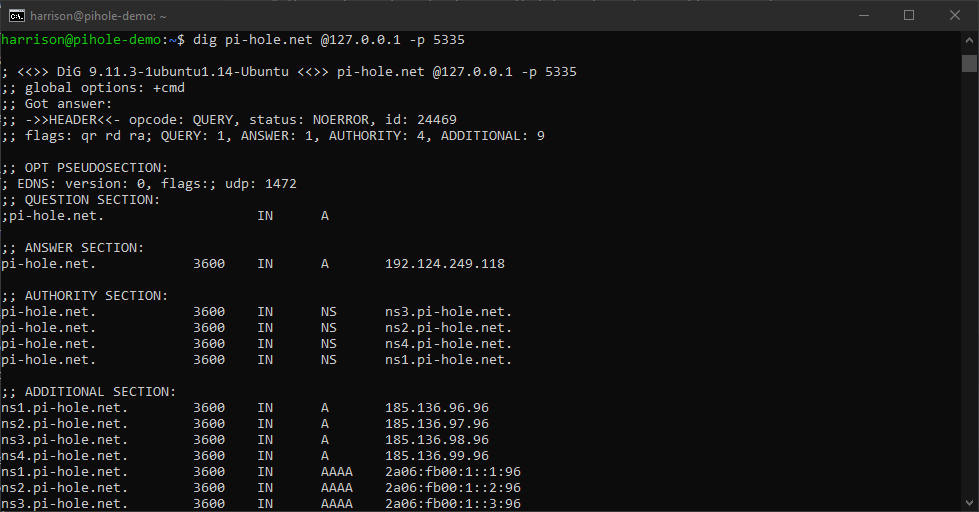 harrison@pihole-demo: ~
harrison@pihole-demo:~$ dig pi-hole.net @127.0.0.1 -p 5335
; <<>> DiG 9.11.3-1ubuntu1.14-Ubuntu <<>> pi-hole.net @127.0.0.1 -p 5335
;; global options: +cmd
;; Got answer:
;; ->>HEADER<<- opcode: QUERY, status: NOERROR, id: 24469
;; flags: qr rd ra; QUERY: 1, ANSWER: 1, AUTHORITY: 4, ADDITIONAL: 9
;; OPT PSEUDOSECTION:
; EDNS: version: 0, flags:; udp: 1472
;; QUESTION SECTION:
;pi-hole.net. IN A
;; ANSWER SECTION:
pi-hole.net. 3600 IN A 192.124.249.118
;; AUTHORITY SECTION:
pi-hole.net. 3600 IN NS ns3.pi-hole.net.
pi-hole.net. 3600 IN NS ns2.pi-hole.net.
pi-hole.net. 3600 IN NS ns4.pi-hole.net.
pi-hole.net. 3600 IN NS ns1.pi-hole.net.
;; ADDITIONAL SECTION:
ns1.pi-hole.net. 3600 IN A 185.136.96.96
ns2.pi-hole.net. 3600 IN A 185.136.97.96
ns3.pi-hole.net. 3600 IN A 185.136.98.96
ns4.pi-hole.net. 3600 IN A 185.136.99.96
ns1.pi-hole.net. 3600 IN AAAA 2a06:fb00:1::1:96
ns2.pi-hole.net. 3600 IN AAAA 2a06:fb00:1::2:96
ns3.pi-hole.net. 3600 IN AAAA 2a06:fb00:1::3:96